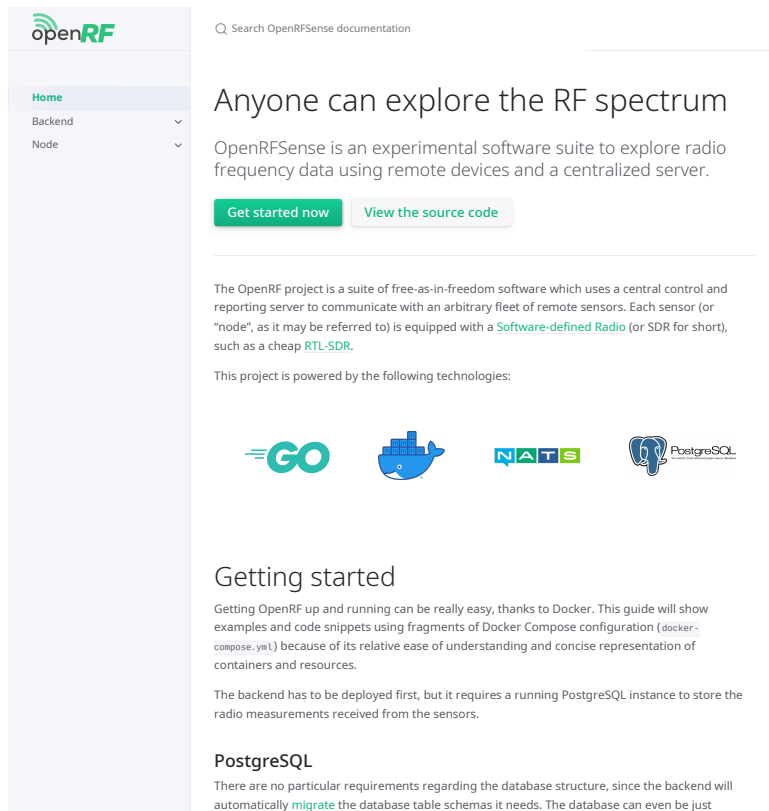 openRF
Search OpenRFSense documentation
Home
Backend
Node
Anyone can explore the RF spectrum
OpenRFSense is an experimental software suite to explore radio
frequency data using remote devices and a centralized server.
Get started now
View the source code
The OpenRF project is a suite of free-as-in-freedom software which uses a central control and
reporting server to communicate with an arbitrary fleet of remote sensors. Each sensor (or
“node”, as it may be referred to) is equipped with a Software-defined Radio (or SDR for short),
such as a cheap RTL-SDR.
This project is powered by the following technologies:
GO
NATS
PostgreSQL
Getting started
Getting OpenRF up and running can be really easy, thanks to Docker. This guide will show
examples and code snippets using fragments of Docker Compose configuration (docker-
compose.yml) because of its relative ease of understanding and concise representation of
containers and resources.
The backend has to be deployed first, but it requires a running PostgreSQL instance to store the
radio measurements received from the sensors.
PostgreSQL
There are no particular requirements regarding the database structure, since the backend will
automatically migrate the database table schemas it needs. The database can even be just